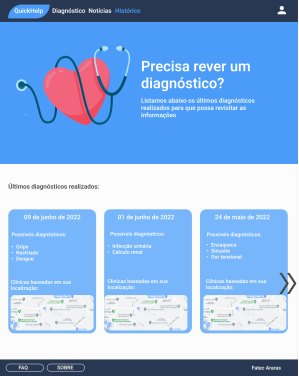 QuickHelp Diagnóstico Notícias Histórico
Precisa rever um
diagnóstico?
Listamos abaixo os últimos diagnósticos
realizados para que possa revisitar as
informações
Últimos diagnósticos realizados:
09 de junho de 2022
Possíveis diagnósticos:
• Gripe
• Resfriado
• Dengue
Clínicas baseadas em sua
localização:
01 de junho de 2022
Possíveis diagnósticos:
• Infecção urinária
• Cálculo renal
Clínicas baseadas em sua
localização:
24 de maio de 2022
Possíveis diagnósticos:
• Enxaqueca
• Sinusite
• Dor tensional
Clínicas baseadas em sua
localização:
FAQ SOBRE Fatec Araras